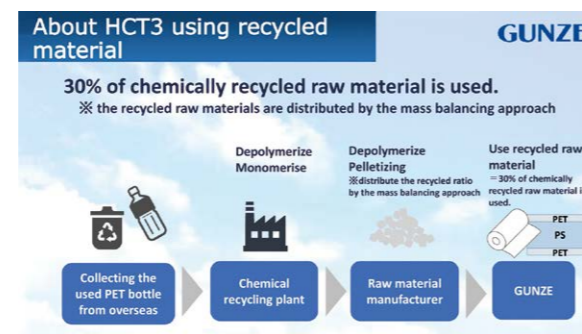 About HCT3 using recycled
material
GUNZE
30% of chemically recycled raw material is used.
※ the recycled raw materials are distributed by the mass balancing approach
Depolymerize
Monomerise
Depolymerize
Pelletizing
※distribute the recycled ratio
by the mass balancing approach
Use recycled raw
material
=30% of chemically
recycled raw material i
used.
PET
PS
PET
Collecting the
used PET bottle
from overseas
Chemical
recycling plant
Raw material
manufacturer
GUNZE